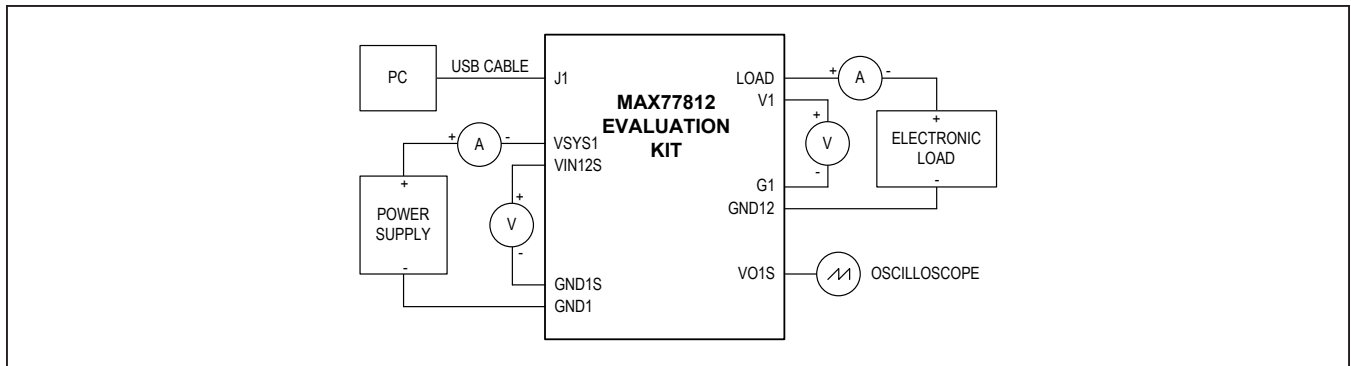 PC
USB CABLE
J1
MAX77812
EVALUATION
KIT
LOAD
+ A -
V1
+
V
-
+
ELECTRONIC
LOAD
-
+ A -
VSYS1
VIN12S
+
POWER
SUPPLY
-
+
V
-
G1
GND12
GND1S
GND1
VO1S
OSCILLOSCOPE